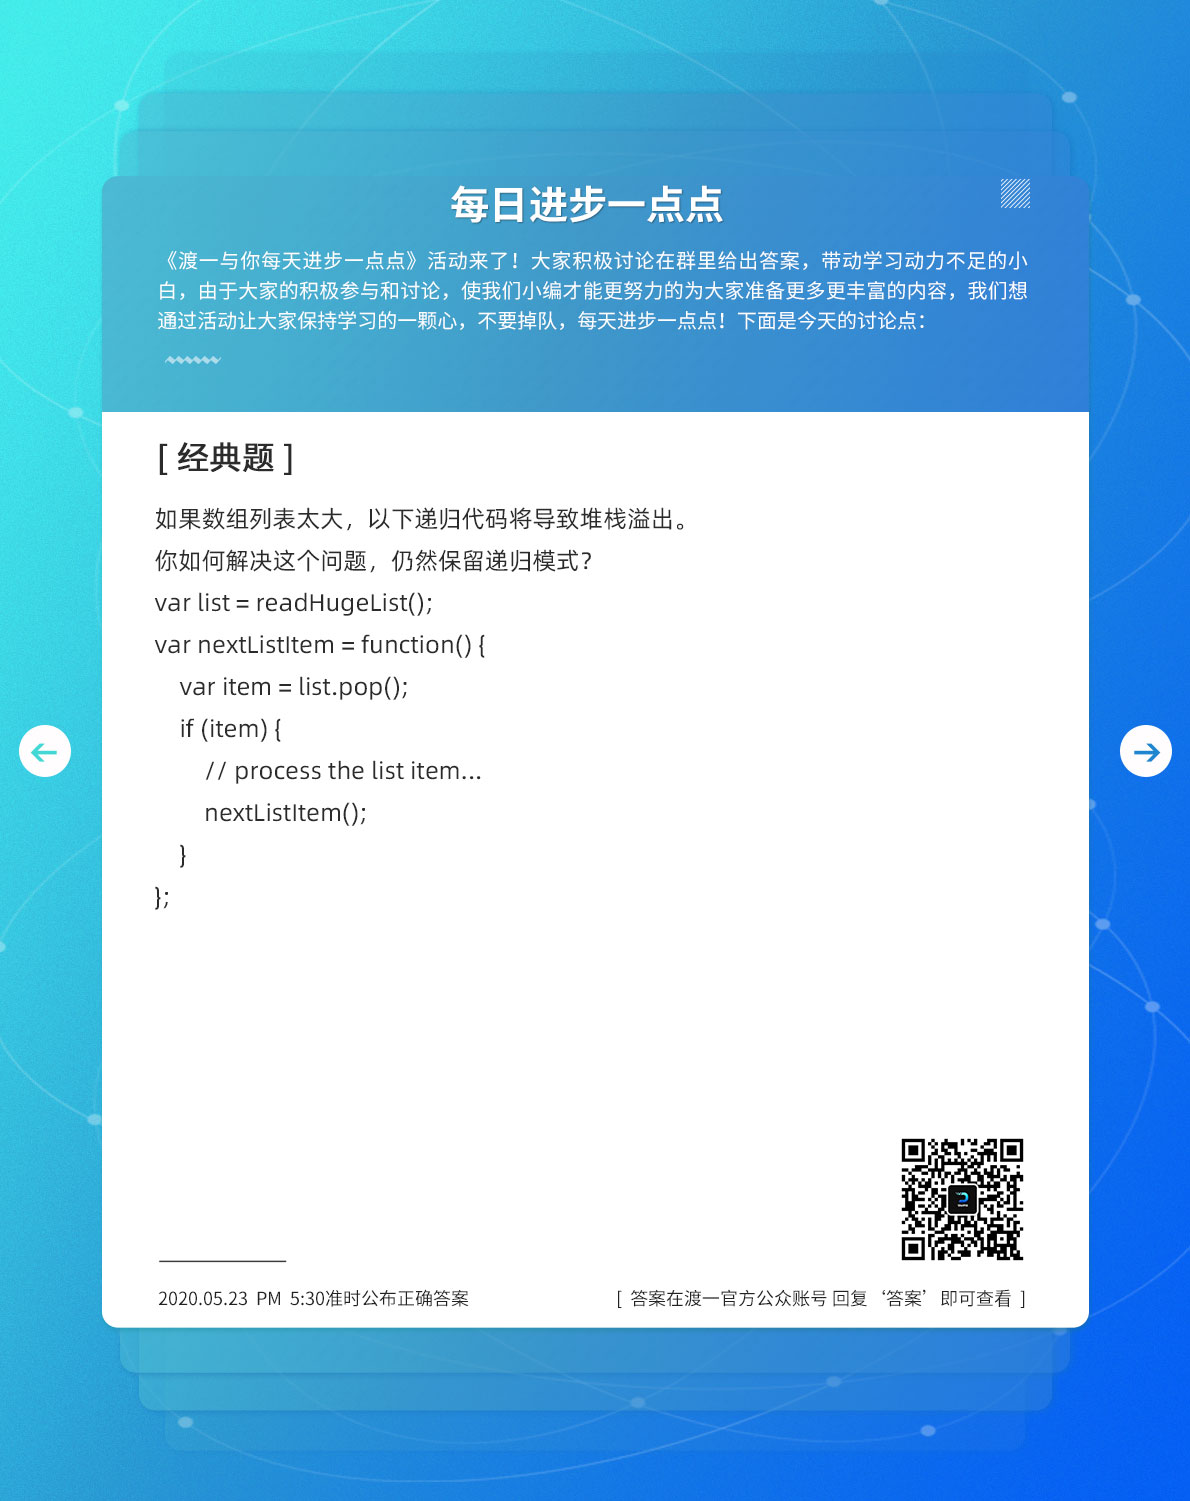 每日进步一点点
《渡一与你每天进步一点点》活动来了！大家积极讨论在群里给出答案，带动学习动力不足的小
白，由于大家的积极参与和讨论，使我们小编才能更努力的为大家准备更多更丰富的内容，我们想
通过活动让大家保持学习的一颗心，不要掉队，每天进步一点点！下面是今天的讨论点：
[ 经典题 ]
如果数组列表太大，以下递归代码将导致堆栈溢出。
你如何解决这个问题，仍然保留递归模式？
var list = readHugeList();
var nextListItem = function() {
    var item = list.pop();
    if (item) {
        // process the list item...
        nextListItem();
    }
};
2020.05.23 PM 5:30准时公布正确答案
[ 答案在渡一官方公众账号 回复‘答案’即可查看 ]